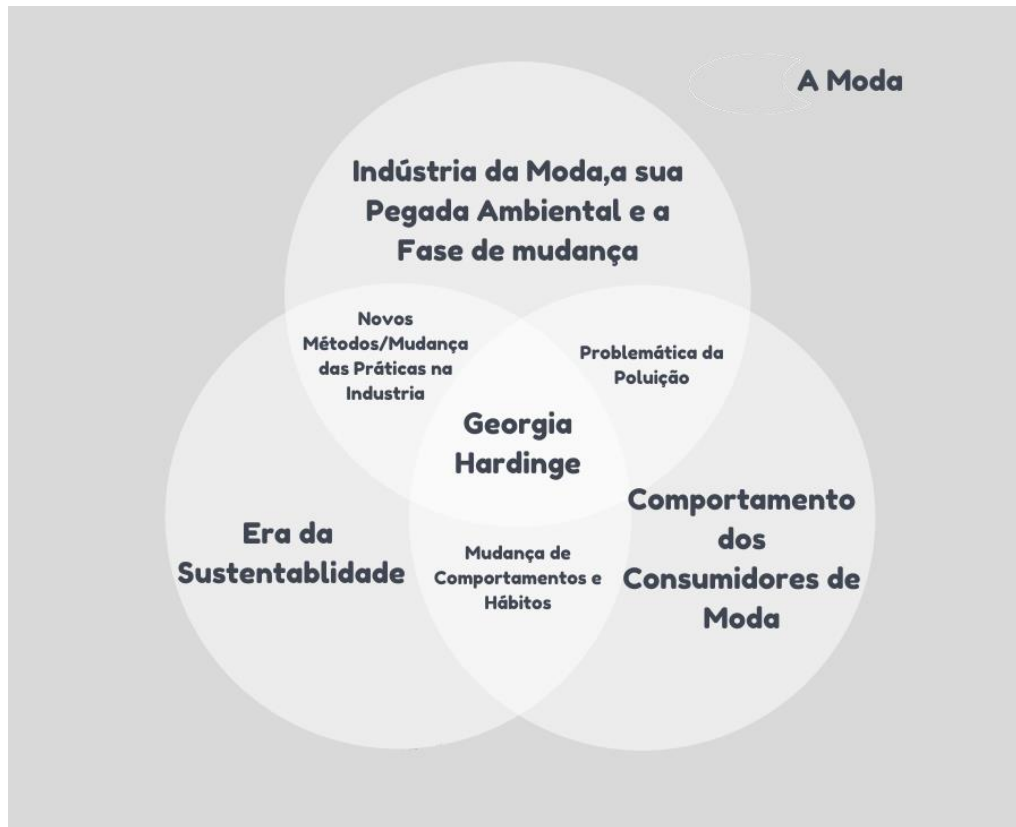 A Moda
Indústria da Moda,a sua
Pegada Ambiental e a
Fase de mudança
Novos
Métodos/Mudança
das Práticas na
Industria
Problemática da
Poluição
Georgia
Hardinge
Era da
Sustentablidade
Mudança de
Comportamentos e
Hábitos
Comportamento
dos
Consumidores de
Moda